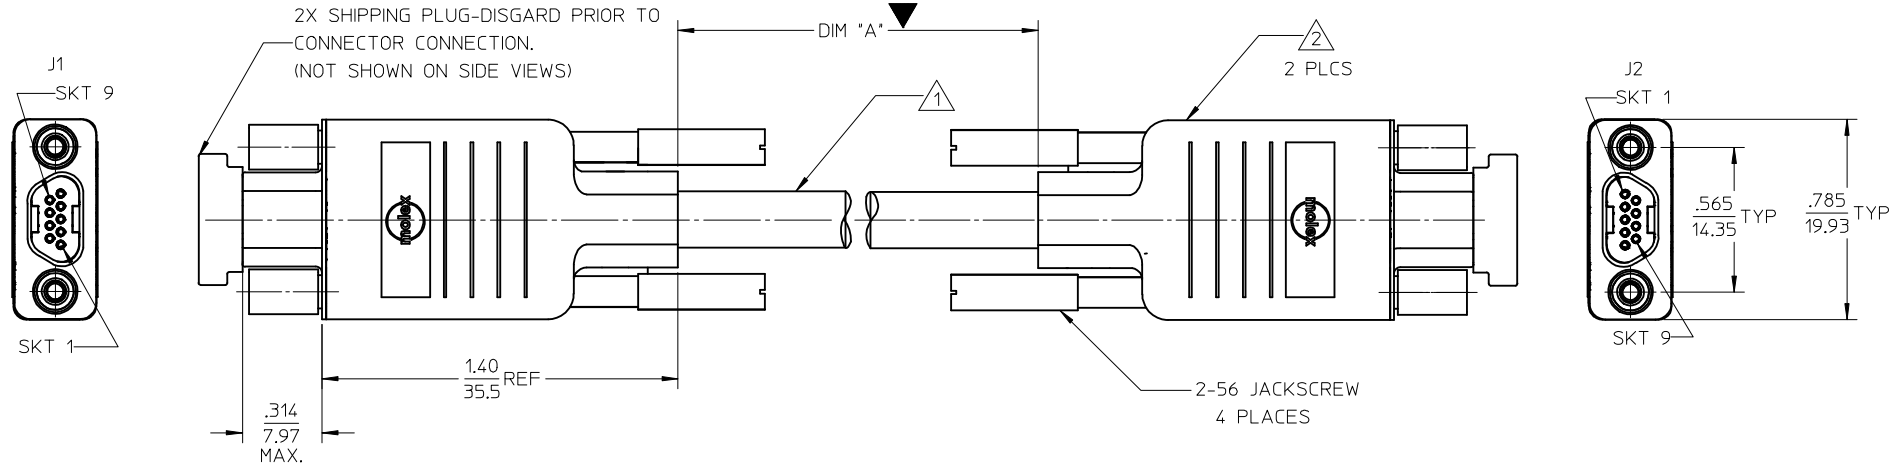 2X SHIPPING PLUG-DISGARD PRIOR TO
CONNECTOR CONNECTION.
(NOT SHOWN ON SIDE VIEWS)
DIM "A"
2
2 PLCS
1
J1
SKT 9
SKT 1
J2
SKT 1
SKT 9
molex
molex
.565
14.35
TYP
.785
19.93
TYP
1.40
35.5
REF
.314
7.97
MAX.
2-56 JACKSCREW
4 PLACES